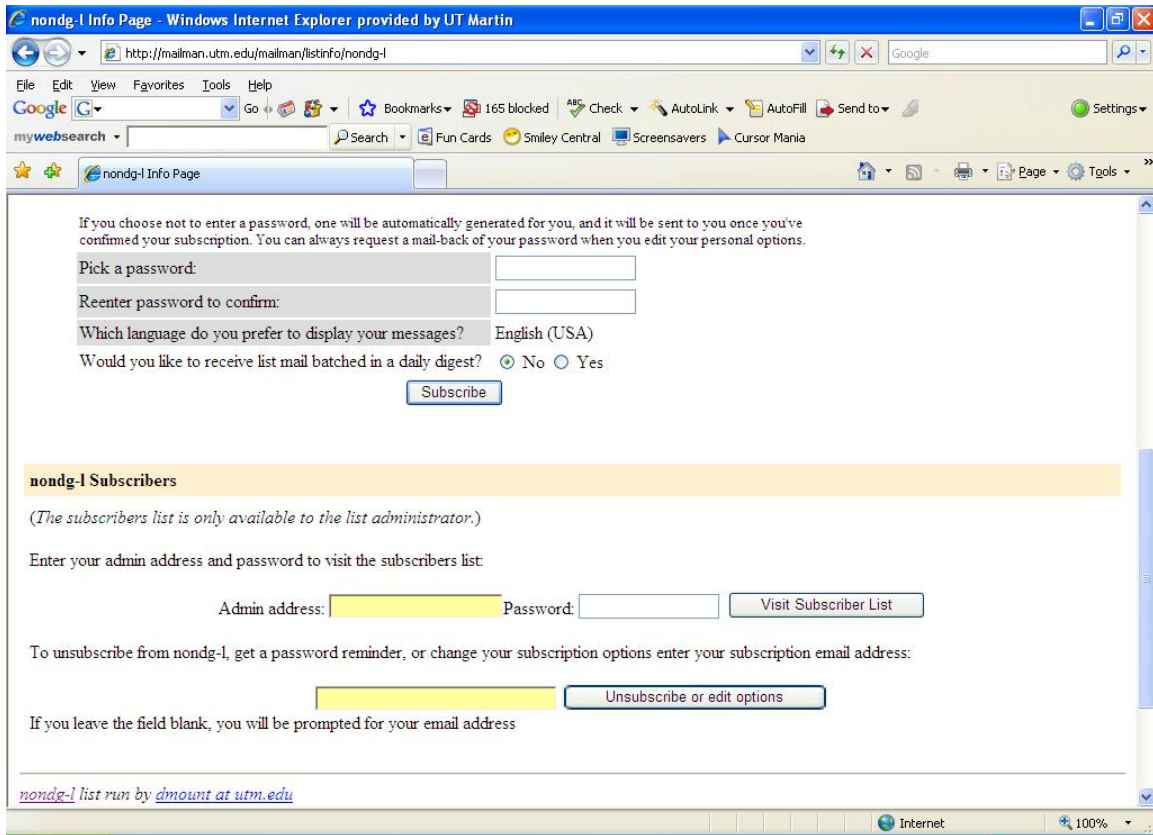 nondg-l Info Page - Windows Internet Explorer provided by UT Martin
http://mailman.utm.edu/mailman/listinfo/nondg-l Google
File Edit View Favorites Tools Help
Google G Go Bookmarks 165 blocked ABC Check AutoLink AutoFill Send to Settings
mywebsearch Search Fun Cards Smiley Central Screensavers Cursor Mania
nondg-l Info Page Page Tools »
If you choose not to enter a password, one will be automatically generated for you, and it will be sent to you once you've
confirmed your subscription. You can always request a mail-back of your password when you edit your personal options.
Pick a password:
Reenter password to confirm:
Which language do you prefer to display your messages? English (USA)
Would you like to receive list mail batched in a daily digest? No Yes
Subscribe
nondg-l Subscribers
(The subscribers list is only available to the list administrator.)
Enter your admin address and password to visit the subscribers list:
Admin address: Password: Visit Subscriber List
To unsubscribe from nondg-l, get a password reminder, or change your subscription options enter your subscription email address:
Unsubscribe or edit options
If you leave the field blank, you will be prompted for your email address
nondg-l list run by dmount at utm.edu
Internet 100%